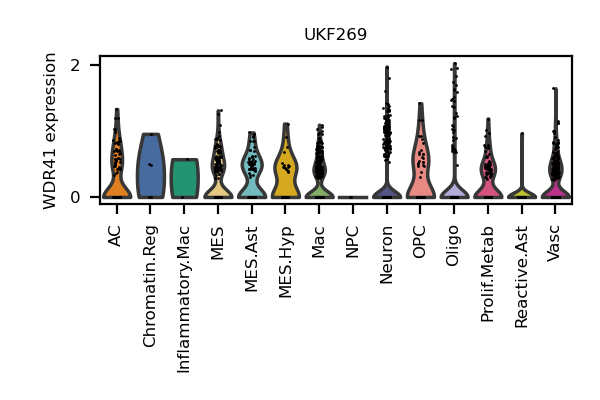 UKF269
WDR41 expression
2
0
AC
Chromatin.Reg
Inflammatory.Mac
MES
MES.Ast
MES.Hyp
Mac
NPC
Neuron
OPC
Oligo
Prolif.Metab
Reactive.Ast
Vasc